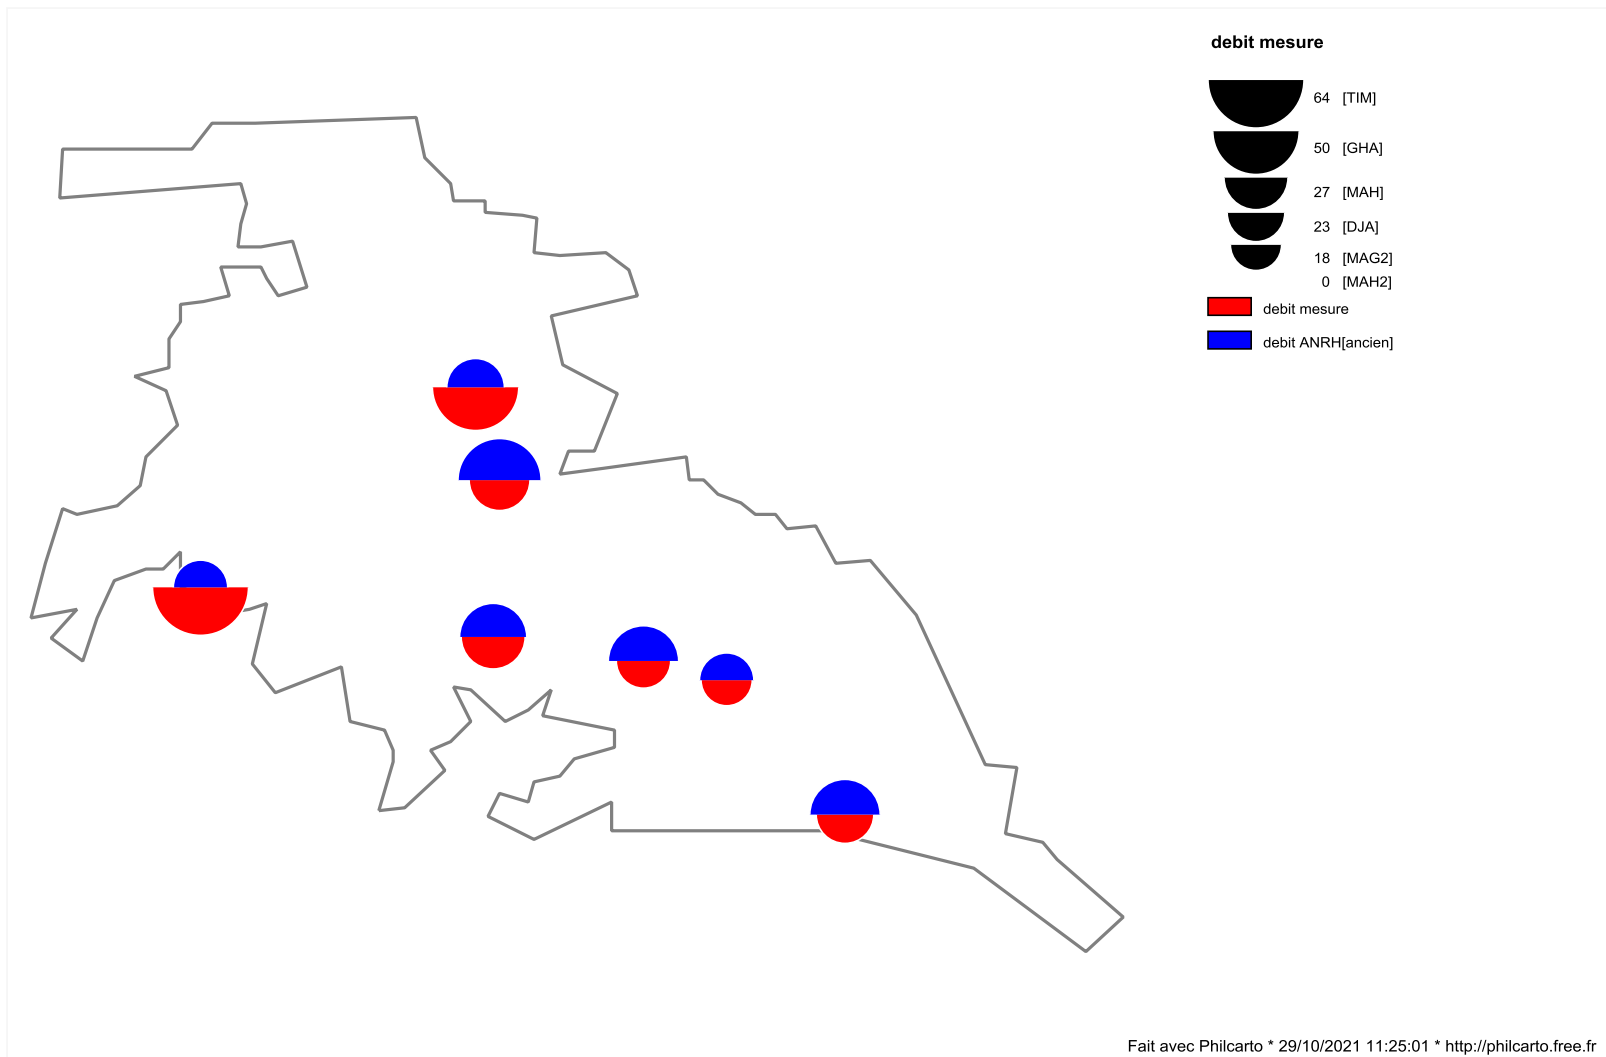 debit mesure
64 [TIM]
50 [GHA]
27 [MAH]
23 [DJA]
18 [MAG2]
0 [MAH2]
debit mesure
debit ANRH[ancien]
Fait avec Philcarto * 29/10/2021 11:25:01 * http://philcarto.free.fr